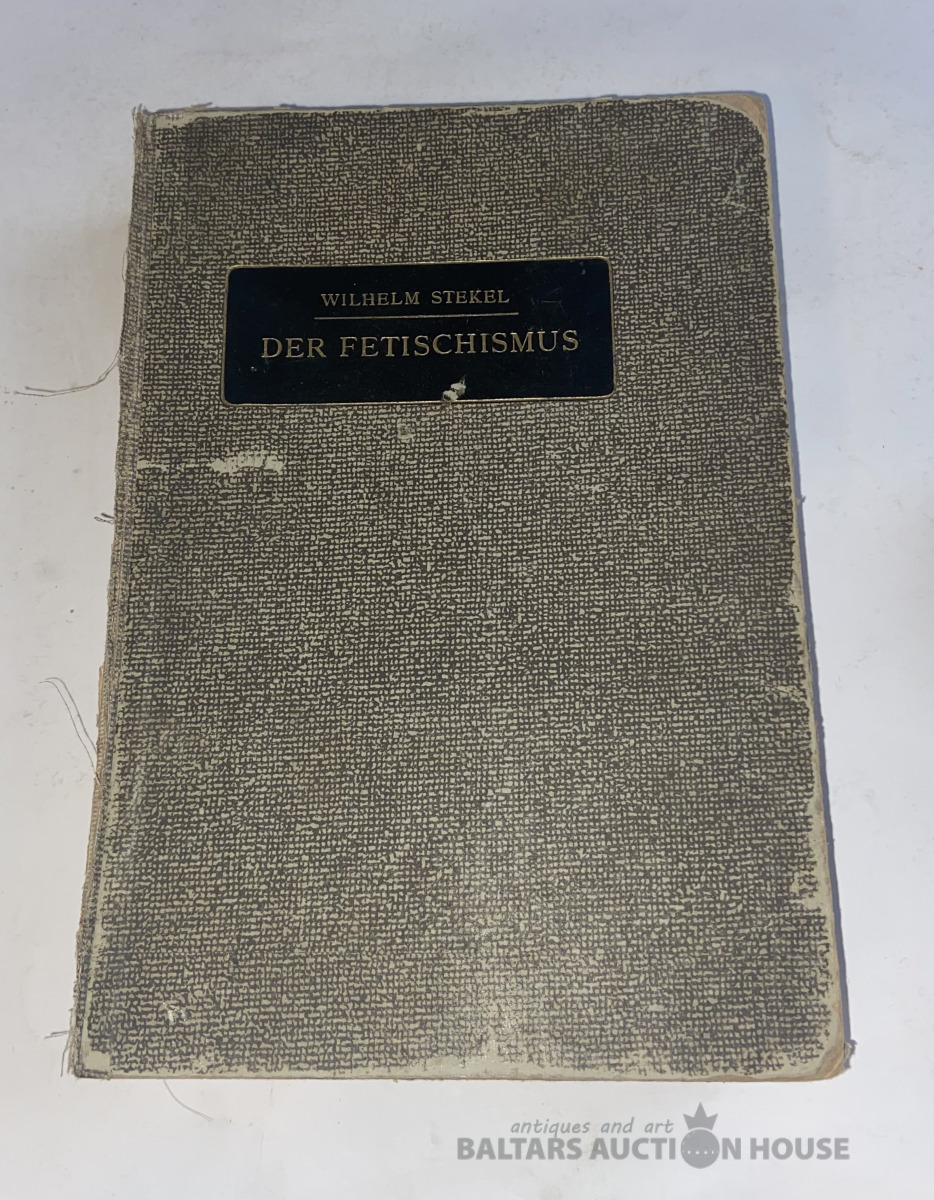 WILHELM STEKEL
DER FETISCHISMUS
antiques and art
BALTARS AUCTION HOUSE